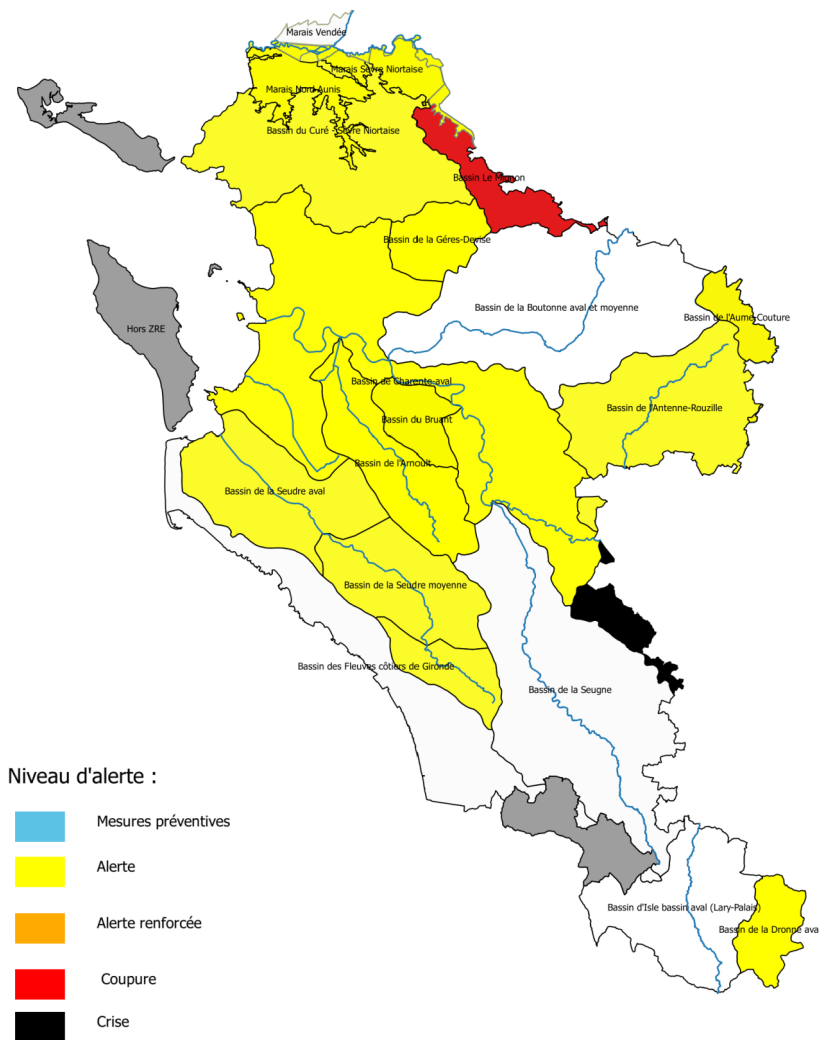 Marais Vendée
Marais Sèvre Niortaise
Marais Nord Aunis
Bassin du Curé - Sèvre Niortaise
Bassin Le Mignon
Bassin de la Géres-Devise
Bassin de la Boutonne aval et moyenne
Bassin de l'Aume-Couture
Hors ZRE
Bassin de Charente aval
Bassin de l'Antenne-Rouzille
Bassin du Bruant
Bassin de l'Arnoult
Bassin de la Seudre aval
Bassin de la Seudre moyenne
Bassin des Fleuves côtiers de Gironde
Bassin de la Seugne
Niveau d'alerte :
Mesures préventives
Alerte
Bassin d'Isle bassin aval (Lary-Palais)
Alerte renforcée
Bassin de la Dronne ava
Coupure
Crise